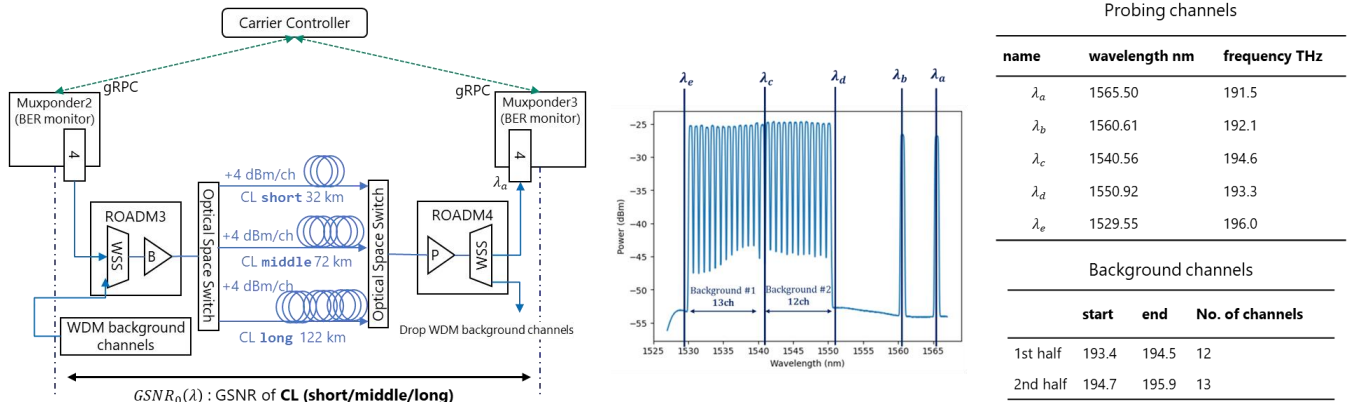 Carrier Controller
gRPC
gRPC
Muxponder2
(BER monitor)
4
Muxponder3
(BER monitor)
4
λₐ
+4 dBm/ch
CL short 32 km
+4 dBm/ch
CL middle 72 km
+4 dBm/ch
CL long 122 km
Optical Space Switch
Optical Space Switch
ROADM3
WSS
B
ROADM4
P
WSS
WDM background
channels
Drop WDM background channels
GSNR₀(λ) : GSNR of CL (short/middle/long)
λₑ λ_c λ_d λ_b λₐ
Power (dBm)
−25
−30
−35
−40
−45
−50
−55
Background #1
13ch
Background #2
12ch
1525 1530 1535 1540 1545 1550 1555 1560 1565
Wavelength (nm)
Probing channels
name wavelength nm frequency THz
λₐ 1565.50 191.5
λ_b 1560.61 192.1
λ_c 1540.56 194.6
λ_d 1550.92 193.3
λₑ 1529.55 196.0
Background channels
start end No. of channels
1st half 193.4 194.5 12
2nd half 194.7 195.9 13